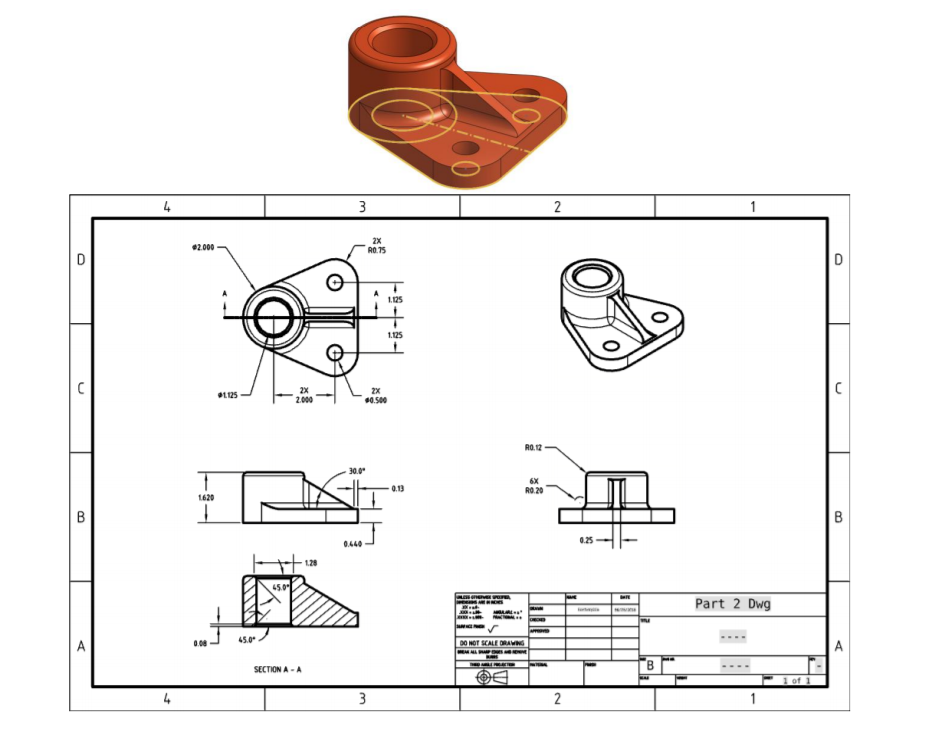 4 3 2 1
D D
2X
R0.75
⌀2.000
A A
1.125
1.125
C C
⌀1.125
2X
2.000
2X
⌀0.500
R0.12
30.0°
6X
R0.20
0.13
1.620
B B
0.440
0.25
1.28
45.0°
0.08
45.0°
A A
SECTION A - A
UNLESS OTHERWISE SPECIFIED,
DIMENSIONS ARE IN INCHES
SURFACE FINISH
DO NOT SCALE DRAWING
BREAK ALL SHARP EDGES AND REMOVE
BURRS
THIRD ANGLE PROJECTION
NAME DATE
DRAWN
CHECKED
APPROVED
MATERIAL FINISH
Part 2 Dwg
TITLE
----
SIZE
B
DWG NO.
----
REV.
-
SCALE WEIGHT SHEET
1 of 1
4 3 2 1